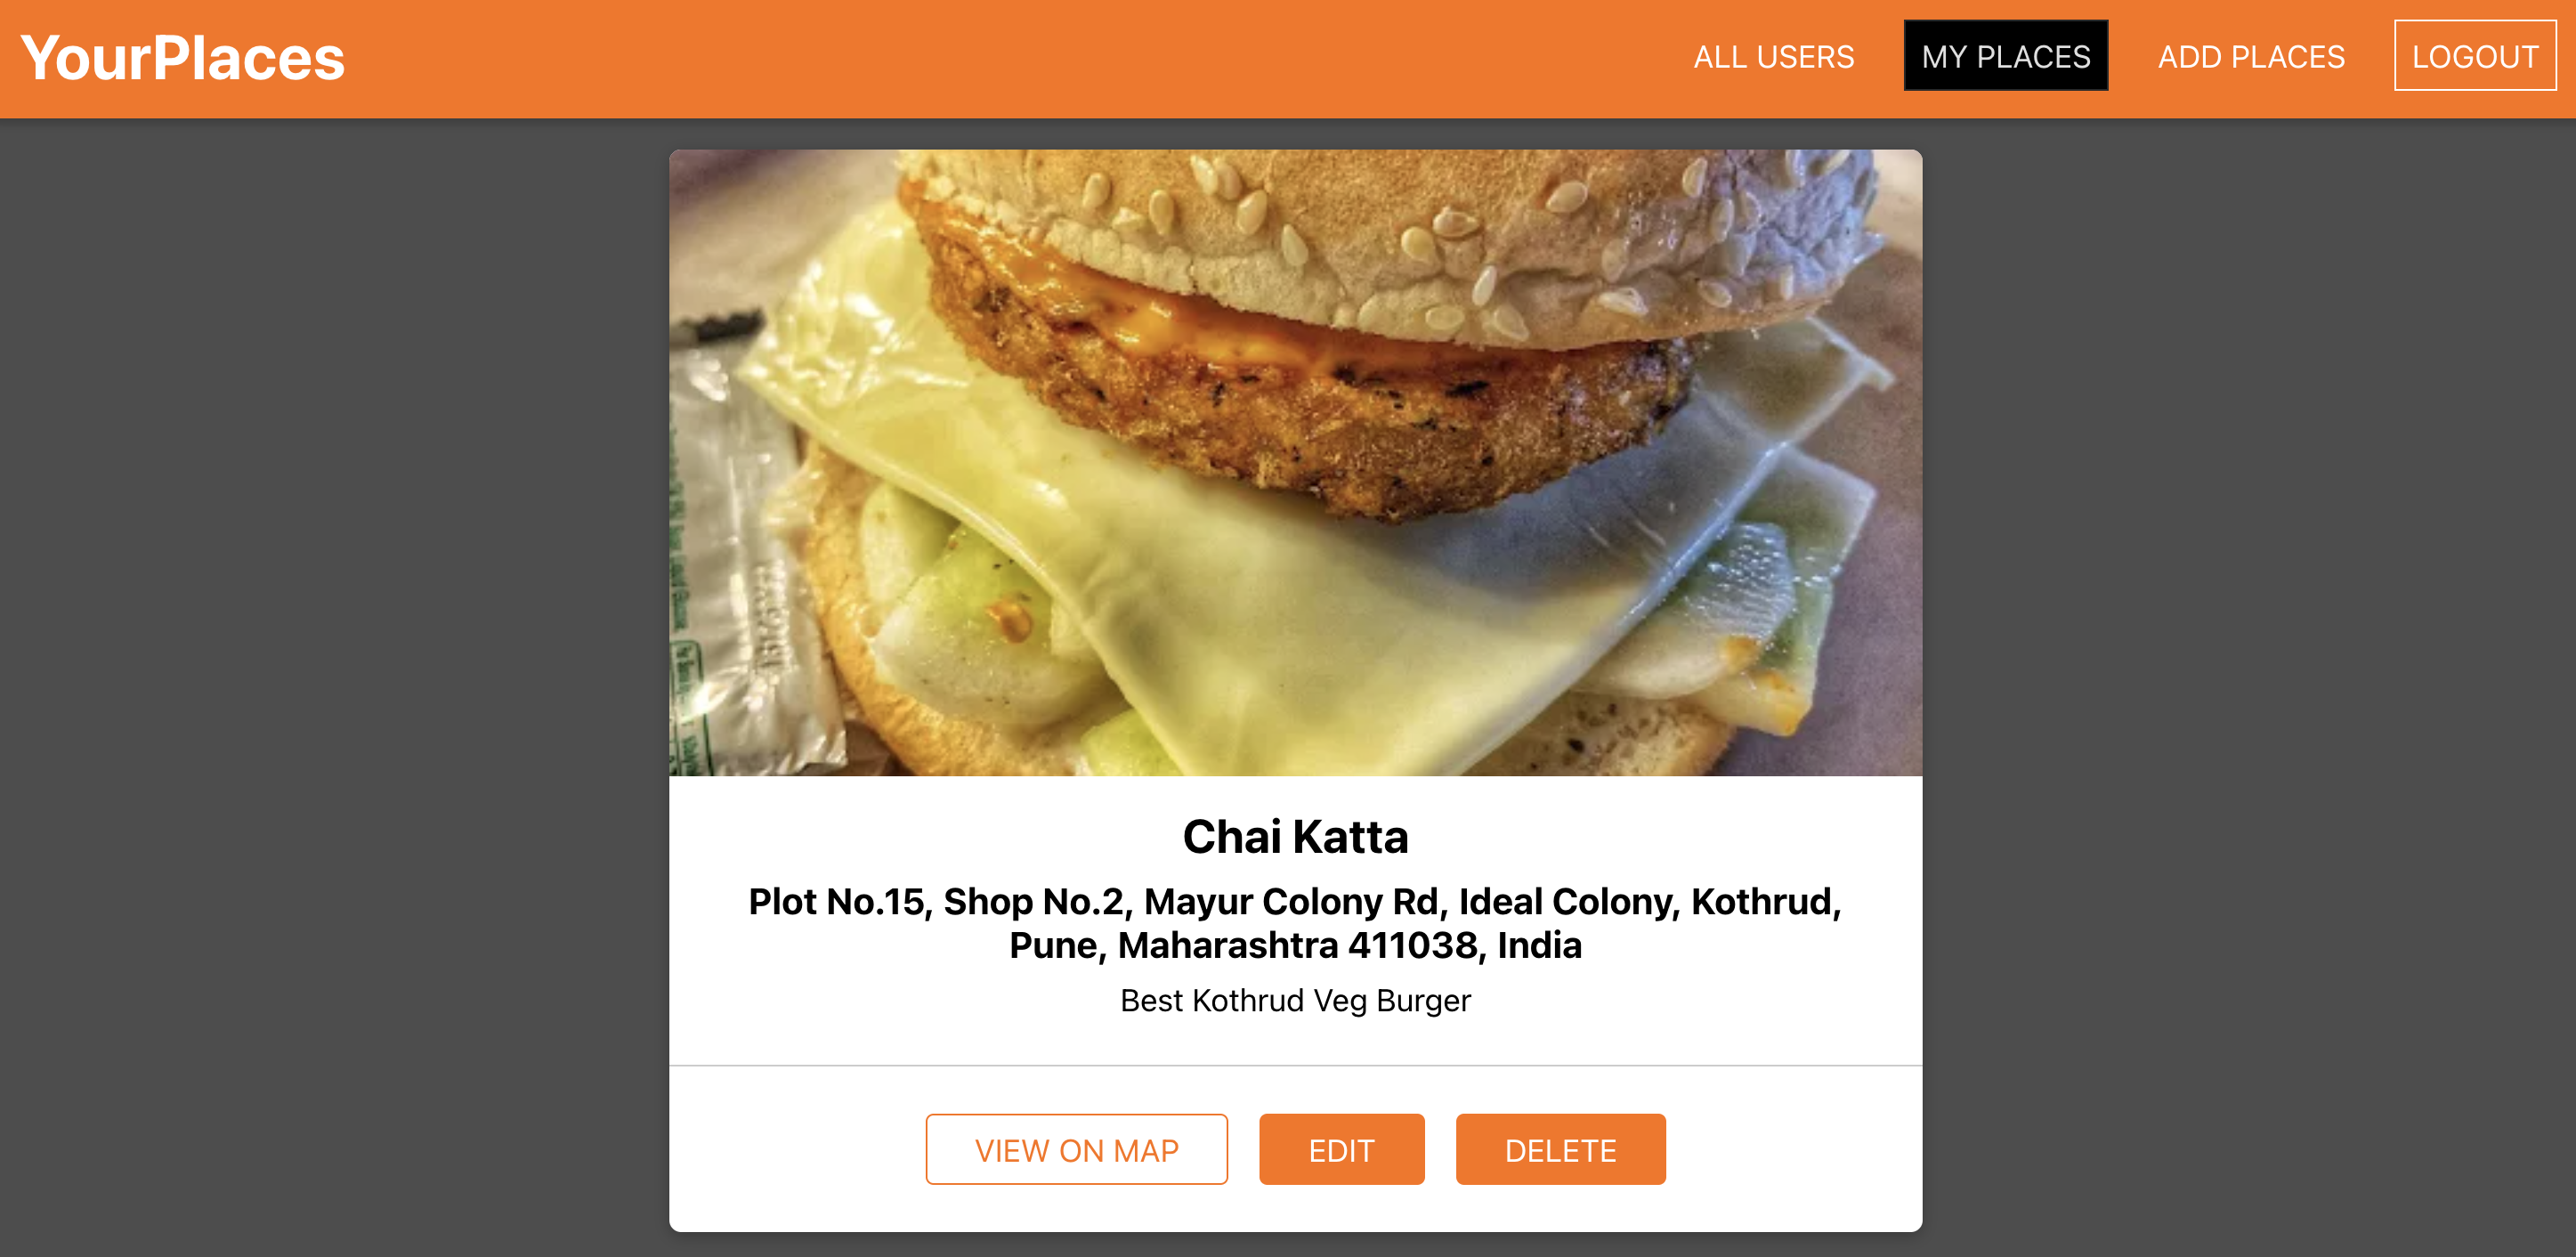 YourPlaces
ALL USERS
MY PLACES
ADD PLACES
LOGOUT
Chai Katta
Plot No.15, Shop No.2, Mayur Colony Rd, Ideal Colony, Kothrud,
Pune, Maharashtra 411038, India
Best Kothrud Veg Burger
VIEW ON MAP
EDIT
DELETE